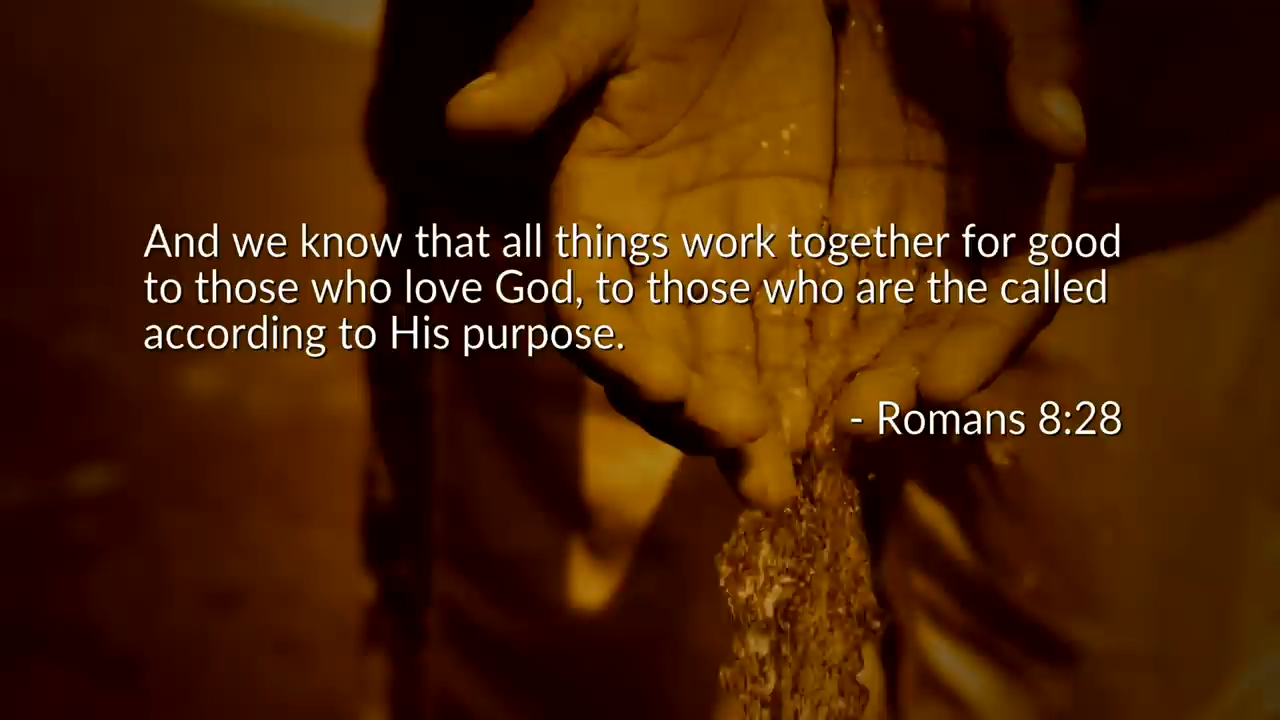 And we know that all things work together for good
to those who love God, to those who are the called
according to His purpose.
- Romans 8:28